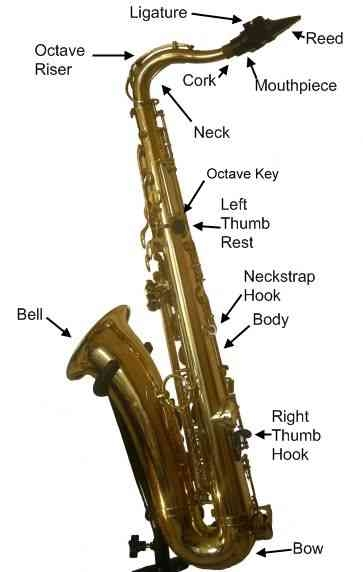 Ligature
Octave
Riser
Reed
Cork
Mouthpiece
Neck
Octave Key
Left
Thumb
Rest
Neckstrap
Hook
Bell
Body
Right
Thumb
Hook
Bow